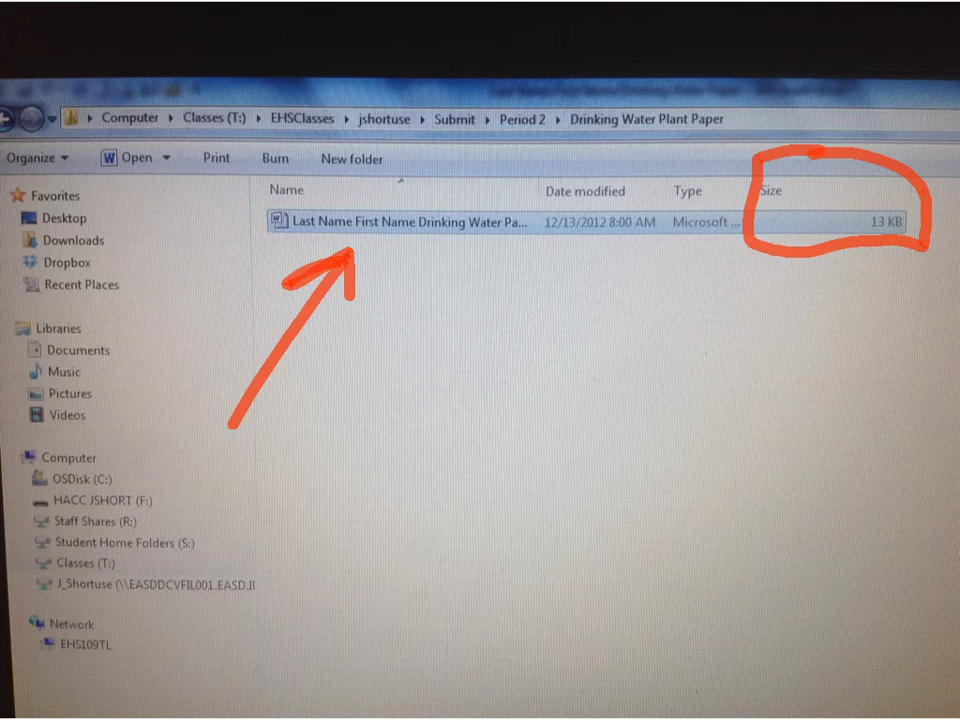 Computer Classes (T:) EHSClasses jshortuse Submit Period 2 Drinking Water Plant Paper
Organize Open Print Burn New folder
Name Date modified Type Size
Last Name First Name Drinking Water Pa... 12/13/2012 8:00 AM Microsoft ... 13 KB
Favorites
Desktop
Downloads
Dropbox
Recent Places
Libraries
Documents
Music
Pictures
Videos
Computer
OSDisk (C:)
HACC JSHORT (F:)
Staff Shares (R:)
Student Home Folders (S:)
Classes (T:)
J_Shortuse (\\EASDDCVFIL001.EASD.
Network
EHS109TL